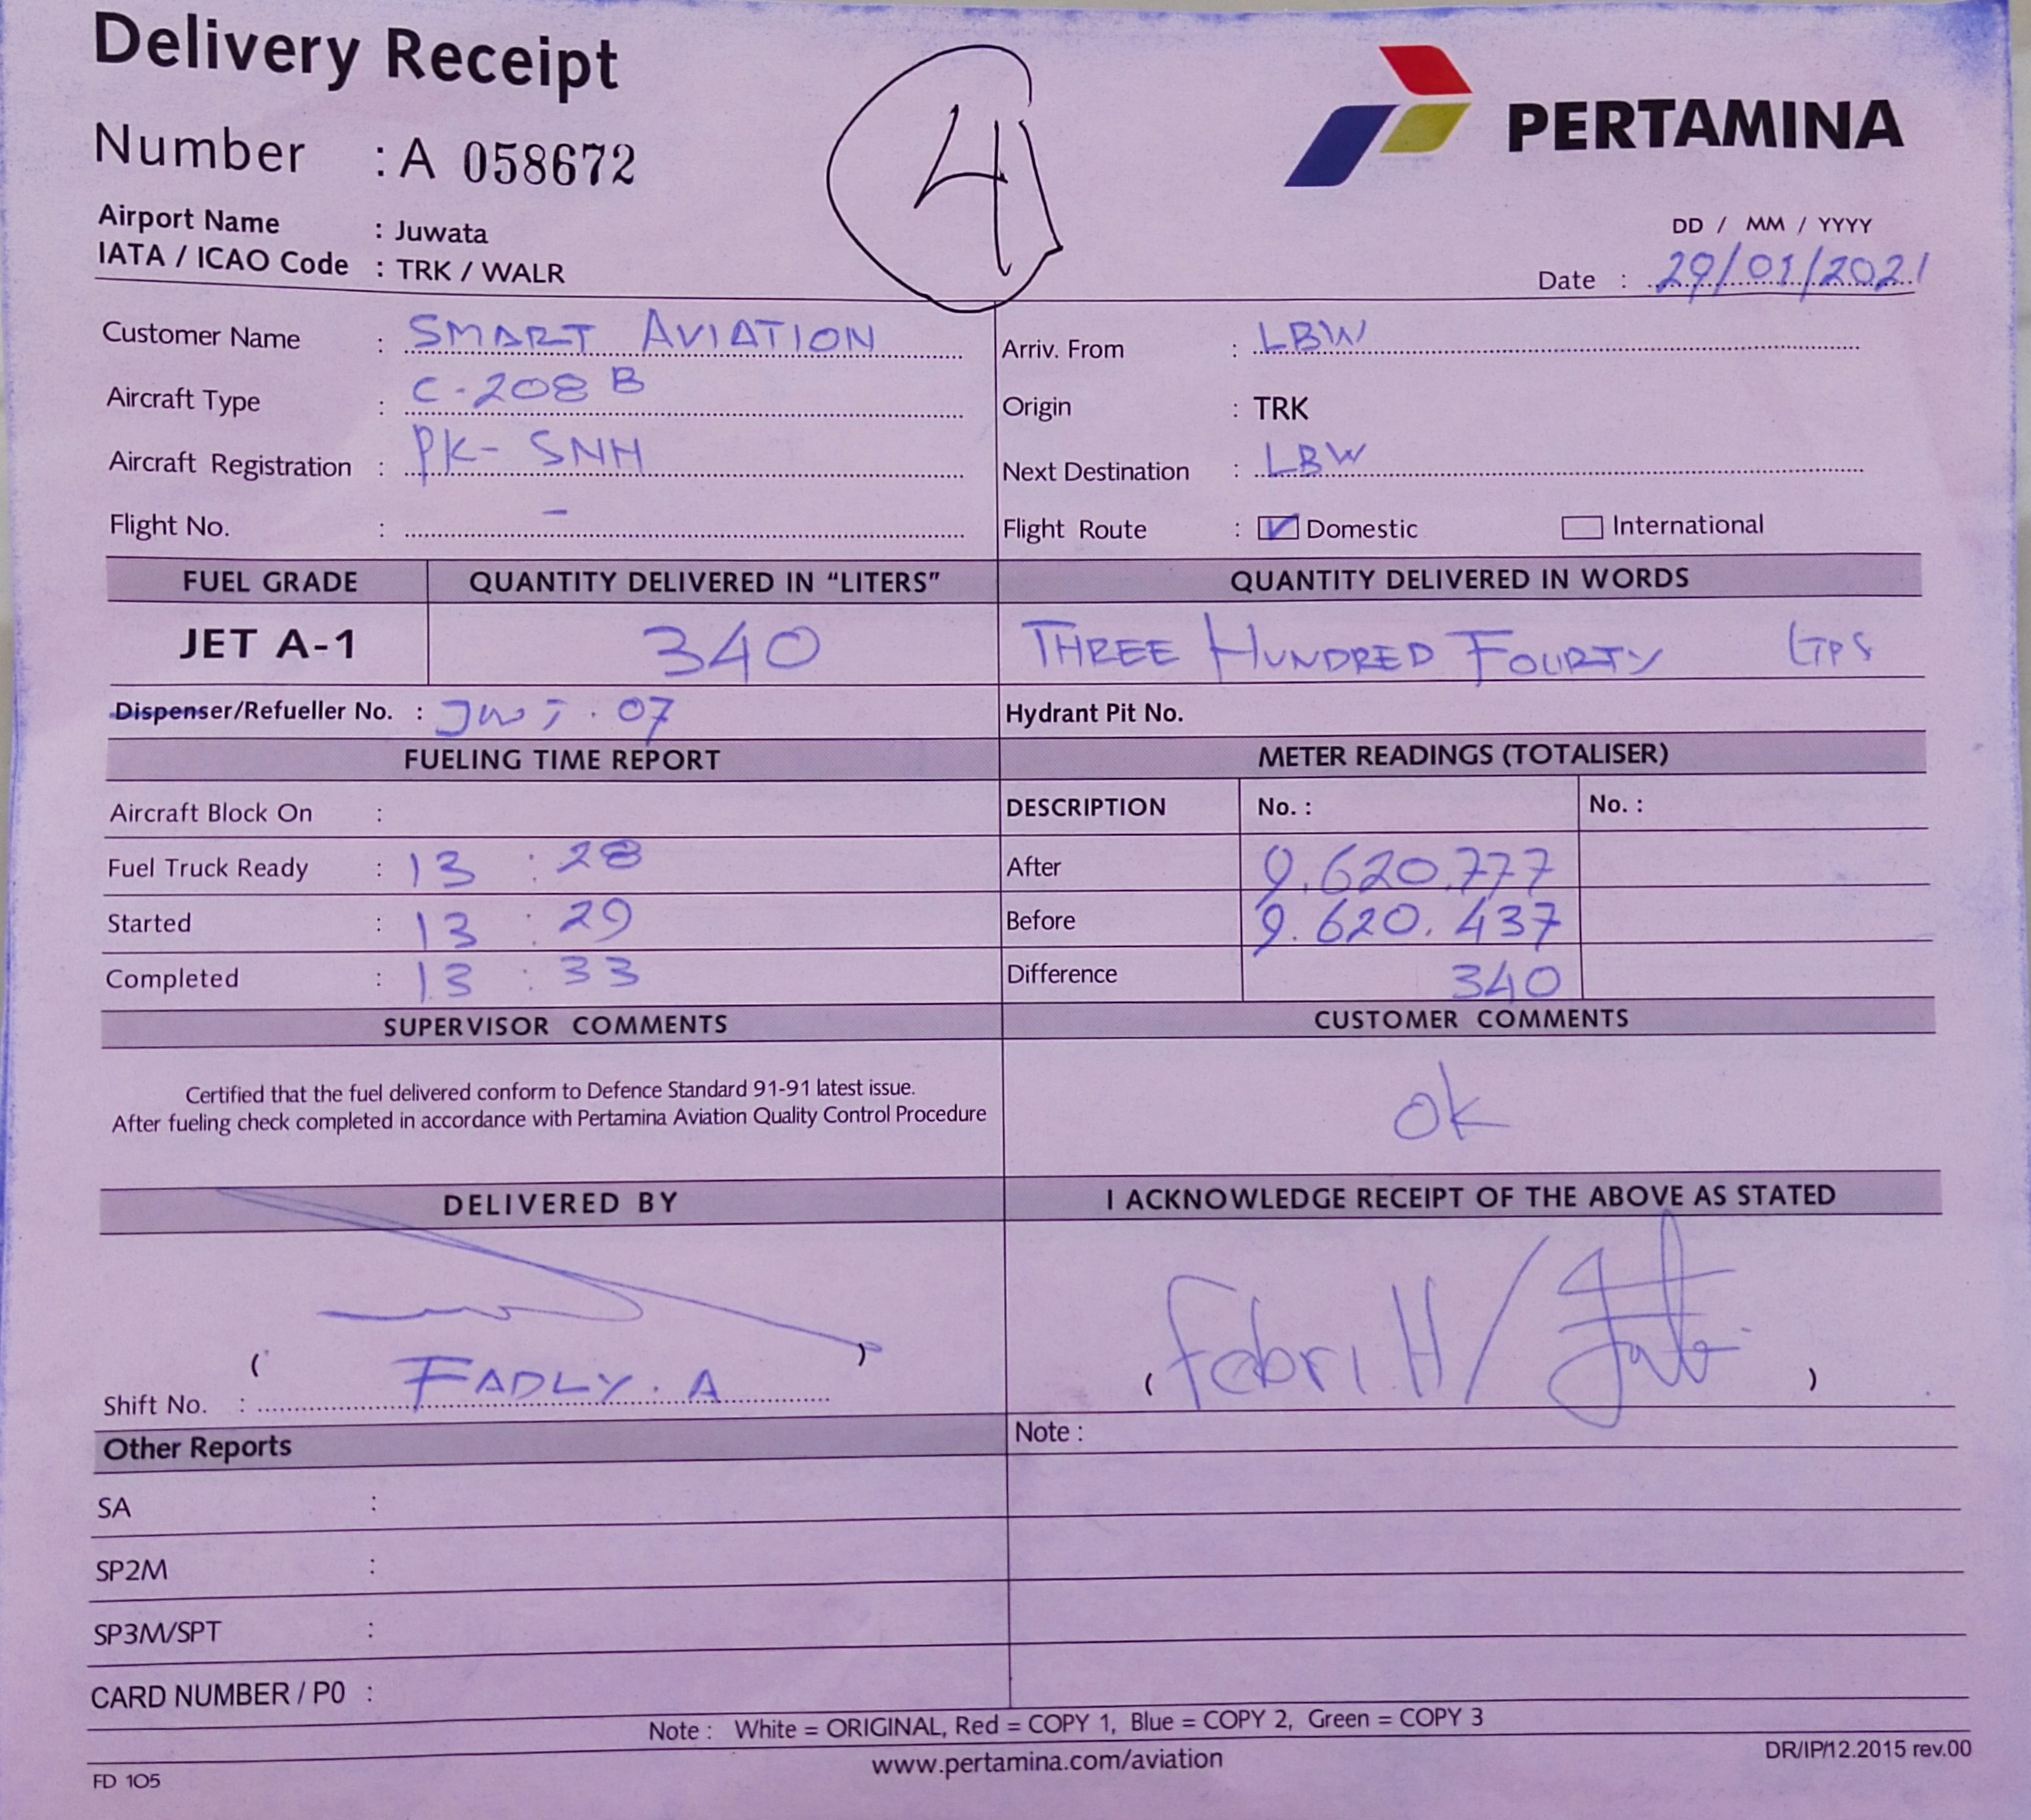 Delivery Receipt
4
PERTAMINA
Number : A 058672
Airport Name : Juwata
IATA / ICAO Code : TRK / WALR
DD / MM / YYYY
Date : 29/01/2021
Customer Name : SMART AVIATION
Arriv. From : LBW
Aircraft Type : C-208 B
Origin : TRK
Aircraft Registration : PK-SNH
Next Destination : LBW
Flight No. : -
Flight Route : Domestic International
FUEL GRADE QUANTITY DELIVERED IN "LITERS" QUANTITY DELIVERED IN WORDS
JET A-1 340 THREE HUNDRED FOURTY
Dispenser/Refueller No. : 07
Hydrant Pit No.
FUELING TIME REPORT METER READINGS (TOTALISER)
Aircraft Block On :
DESCRIPTION No. : No. :
Fuel Truck Ready : 13 : 28
After 9.620.777
Started : 13 : 29
Before 9.620.437
Completed : 13 : 33
Difference 340
SUPERVISOR COMMENTS CUSTOMER COMMENTS
Certified that the fuel delivered conform to Defence Standard 91-91 latest issue.
After fueling check completed in accordance with Pertamina Aviation Quality Control Procedure
OK
DELIVERED BY I ACKNOWLEDGE RECEIPT OF THE ABOVE AS STATED
( )
( Febri.H / )
Shift No. : FADLY. A
Other Reports
Note :
SA :
SP2M :
SP3M/SPT :
CARD NUMBER / P0 :
Note : White = ORIGINAL, Red = COPY 1, Blue = COPY 2, Green = COPY 3
www.pertamina.com/aviation
DR/IP/12.2015 rev.00
FD 105